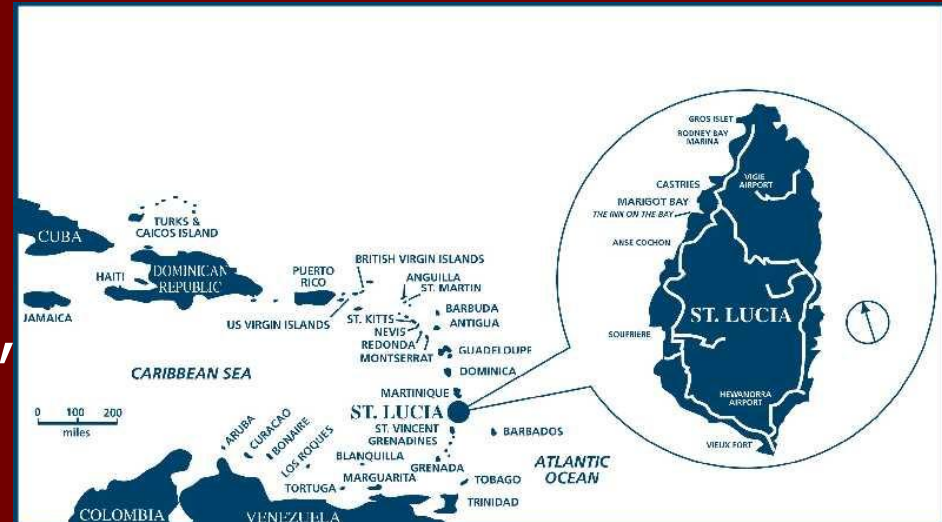 CUBA
TURKS &
CAICOS ISLAND
HAITI
DOMINICAN
REPUBLIC
JAMAICA
PUERTO
RICO
BRITISH VIRGIN ISLANDS
US VIRGIN ISLANDS
ANGUILLA
ST. MARTIN
BARBUDA
ANTIGUA
ST. KITTS
NEVIS
REDONDA
MONTSERRAT
GUADELOUPE
DOMINICA
CARIBBEAN SEA
MARTINIQUE
ST. LUCIA
ST. VINCENT
GRENADINES
BARBADOS
0 100 200
miles
ARUBA
CURACAO
BONAIRE
LOS ROQUES
BLANQUILLA
GRENADA
MARGUARITA
TORTUGA
TOBAGO
TRINIDAD
ATLANTIC
OCEAN
COLOMBIA
VENEZUELA
GROS ISLET
RODNEY BAY
MARINA
VIGIE
AIRPORT
CASTRIES
MARIGOT BAY
THE INN ON THE BAY
ANSE COCHON
ST. LUCIA
SOUFRIERE
HEWANORRA
AIRPORT
VIEUX FORT
,